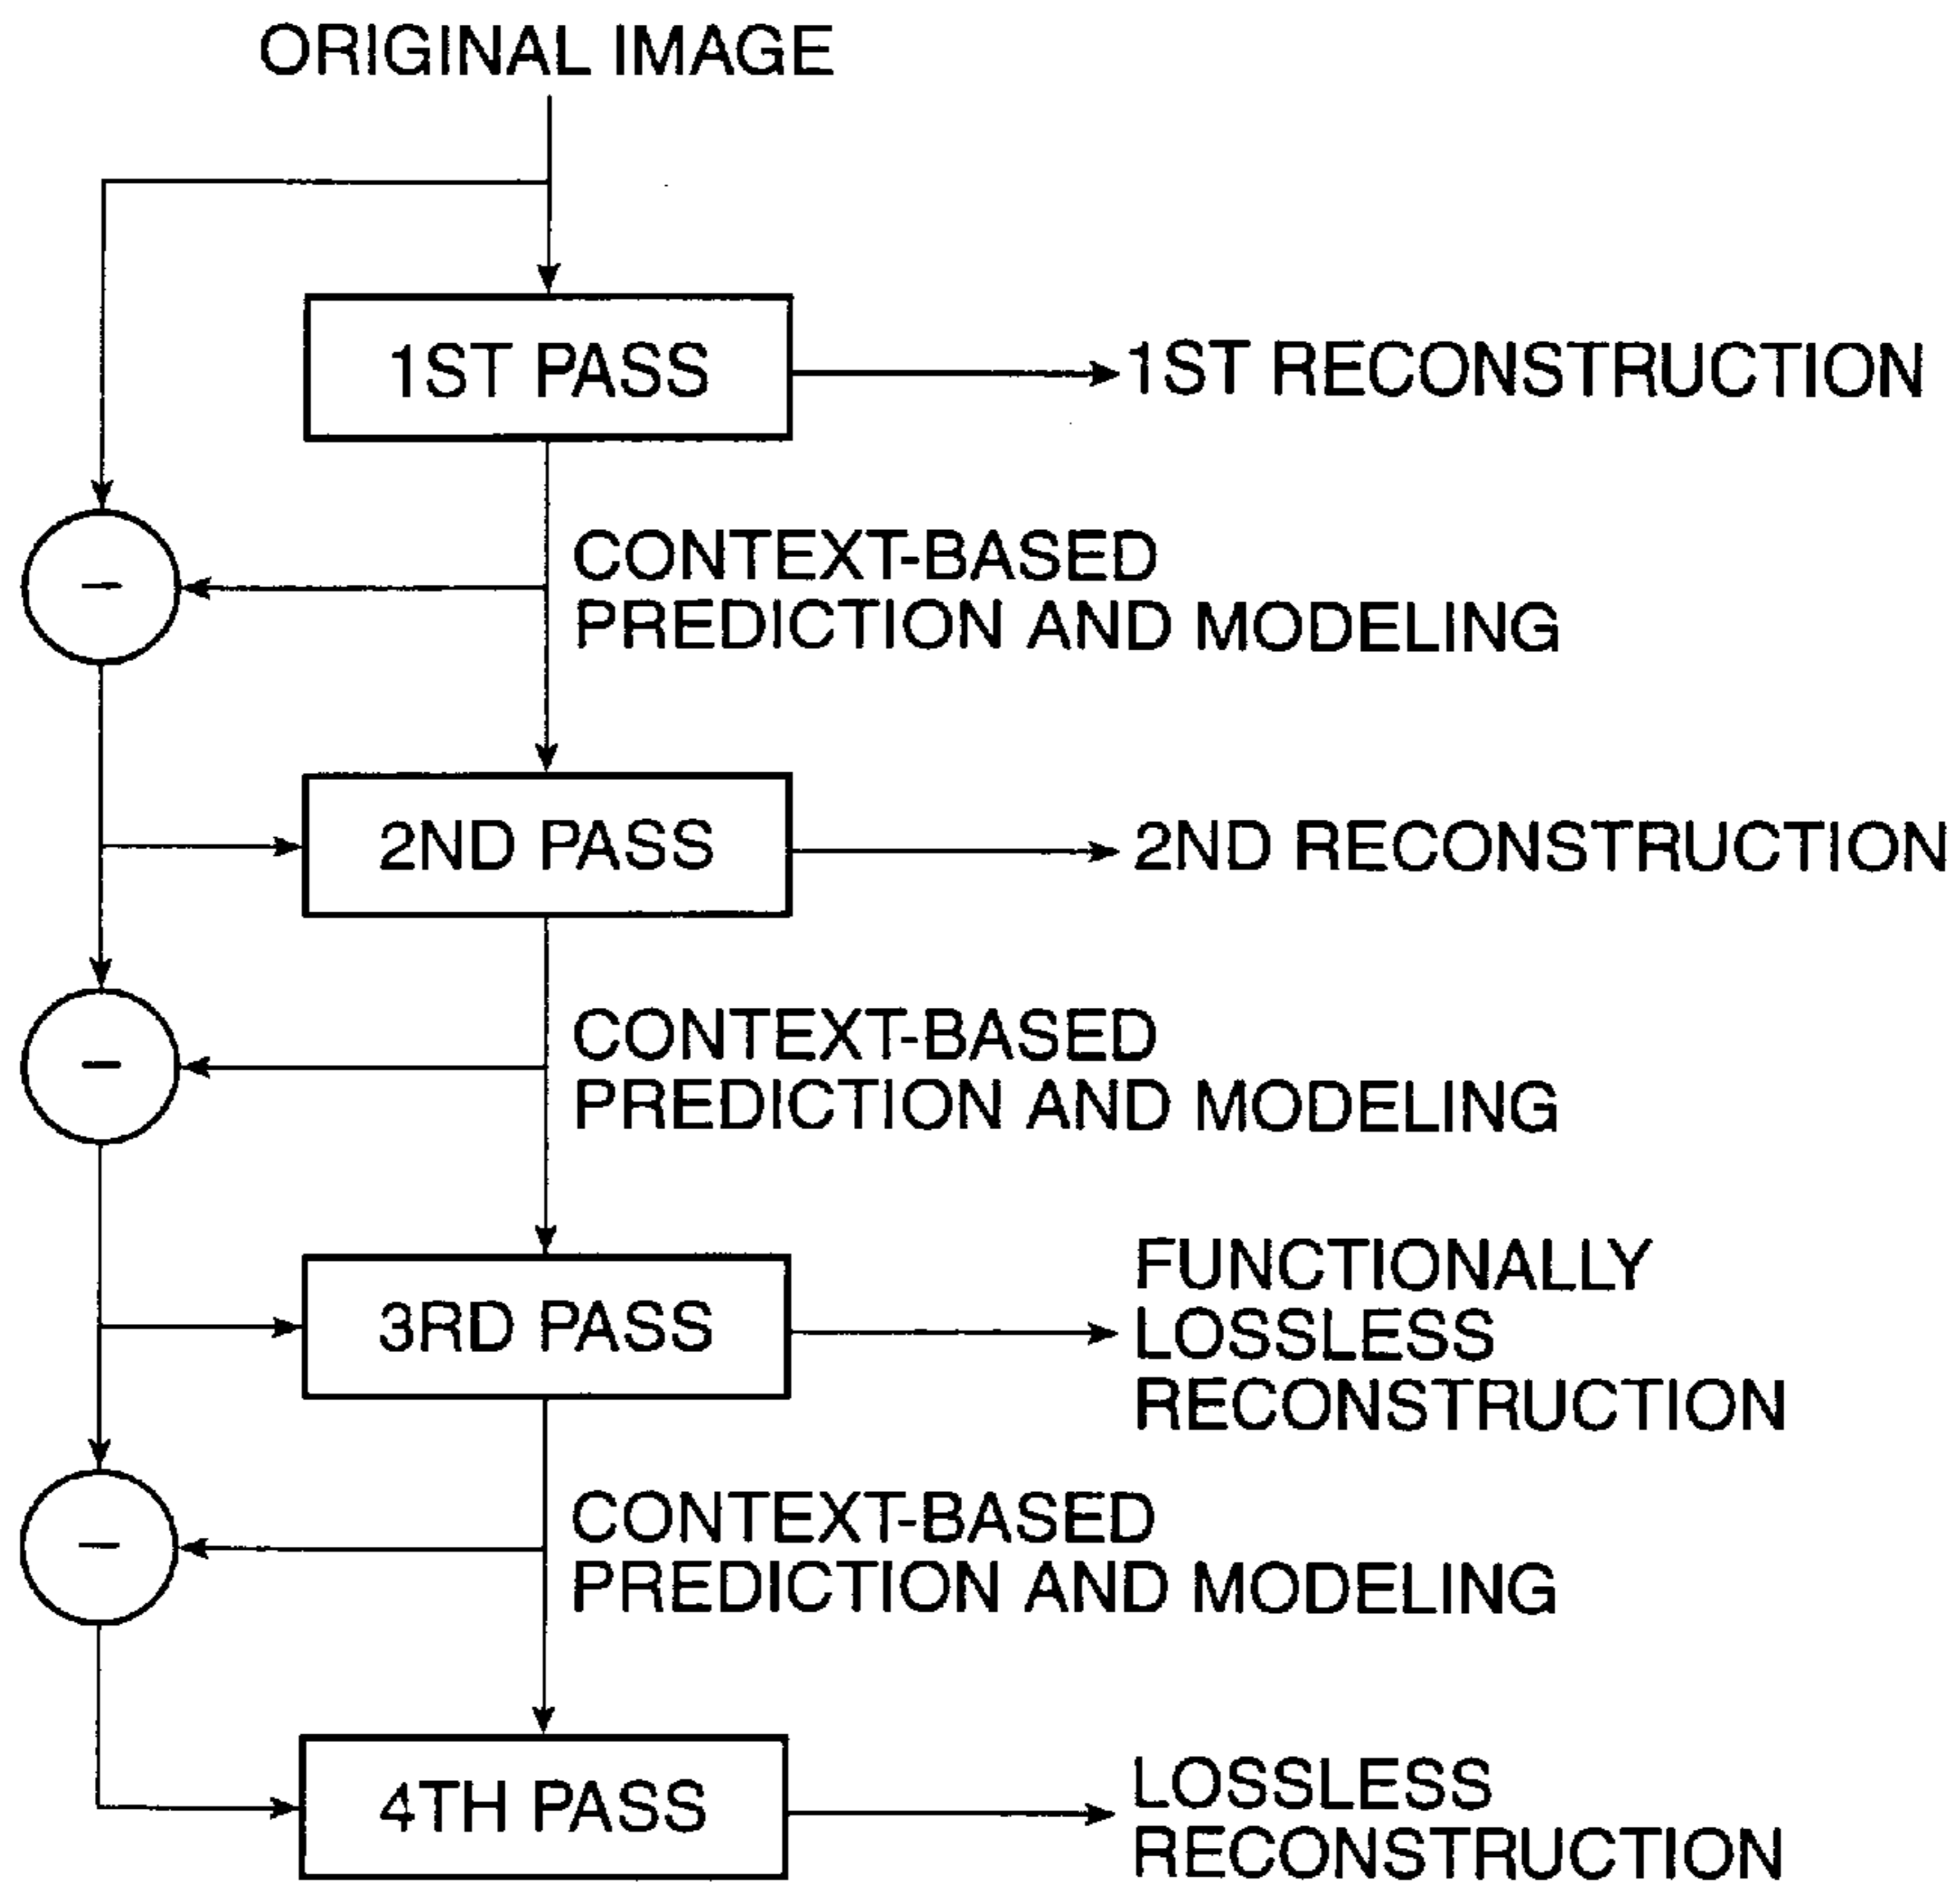 ORIGINAL IMAGE
1ST PASS
1ST RECONSTRUCTION
CONTEXT-BASED
PREDICTION AND MODELING
2ND PASS
2ND RECONSTRUCTION
CONTEXT-BASED
PREDICTION AND MODELING
3RD PASS
FUNCTIONALLY
LOSSLESS
RECONSTRUCTION
CONTEXT-BASED
PREDICTION AND MODELING
4TH PASS
LOSSLESS
RECONSTRUCTION